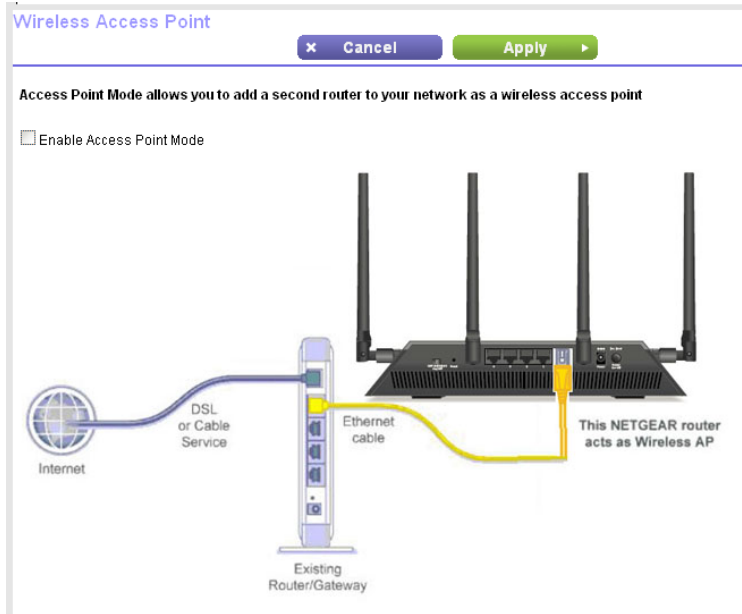 Wireless Access Point
× Cancel
Apply ▸
Access Point Mode allows you to add a second router to your network as a wireless access point
Enable Access Point Mode
DSL
or Cable
Service
Internet
Ethernet
cable
This NETGEAR router
acts as Wireless AP
Existing
Router/Gateway